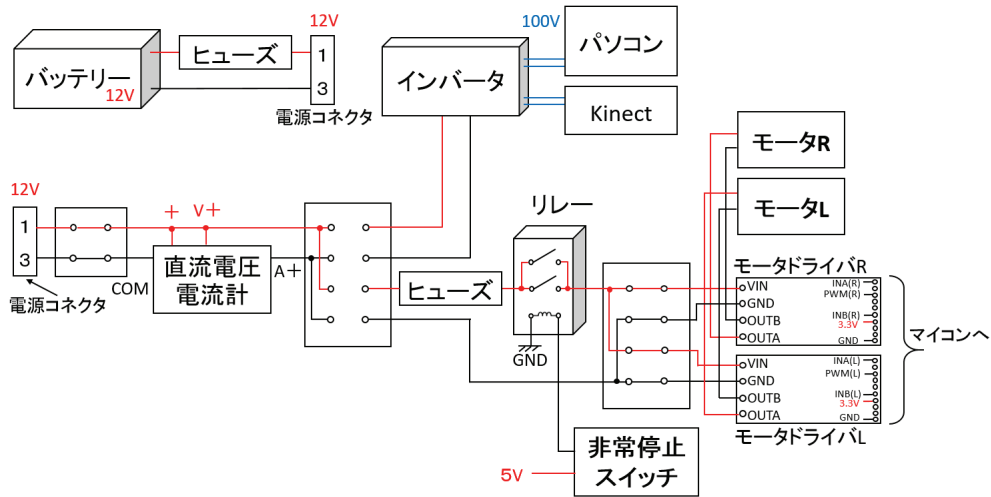 12V
100V
パソコン
ヒューズ
1
バッテリー
12V
3
インバータ
電源コネクタ
Kinect
モータR
リレー
モータL
12V
+
V+
1
3
直流電圧
電流計
COM
A+
電源コネクタ
ヒューズ
GND
モータドライバR
VIN
GND
OUTB
OUTA
INA(R)
PWM(R)
INB(R)
3.3V
GND
マイコンへ
VIN
GND
OUTB
OUTA
INA(L)
PWM(L)
INB(L)
3.3V
GND
モータドライバL
非常停止
スイッチ
5V